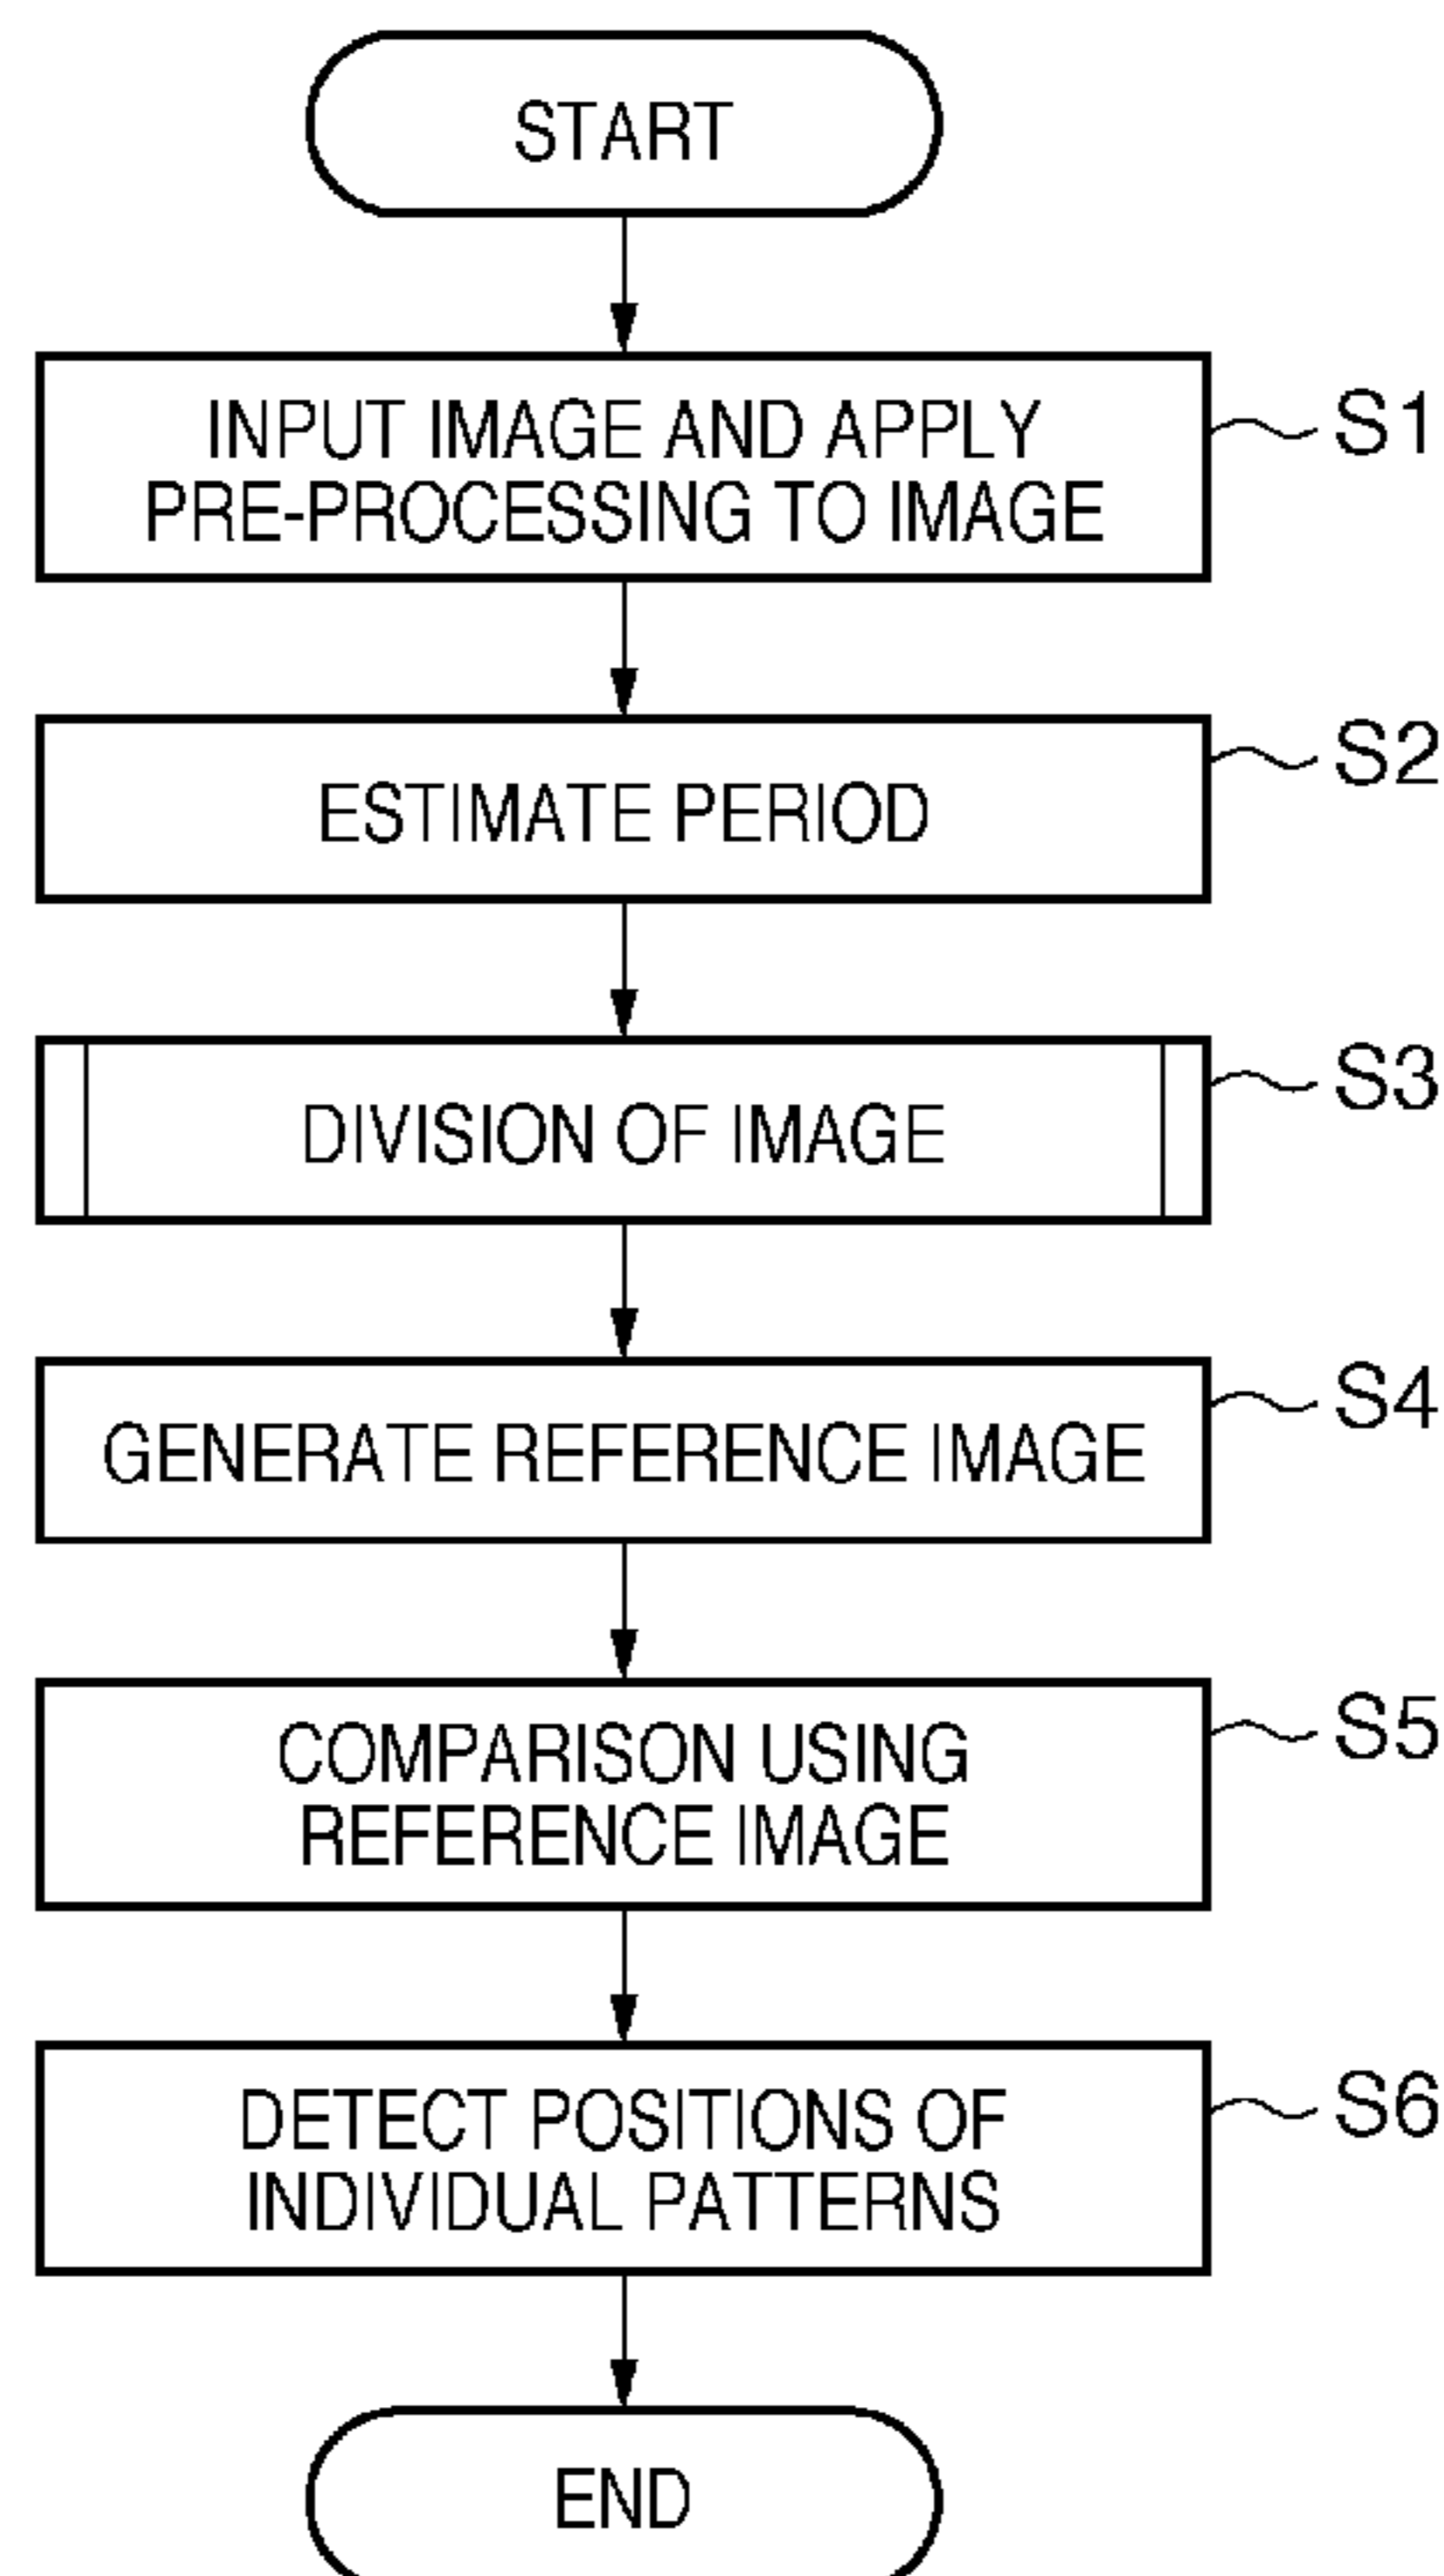 START
INPUT IMAGE AND APPLY
PRE-PROCESSING TO IMAGE
S1
ESTIMATE PERIOD
S2
DIVISION OF IMAGE
S3
GENERATE REFERENCE IMAGE
S4
COMPARISON USING
REFERENCE IMAGE
S5
DETECT POSITIONS OF
INDIVIDUAL PATTERNS
S6
END